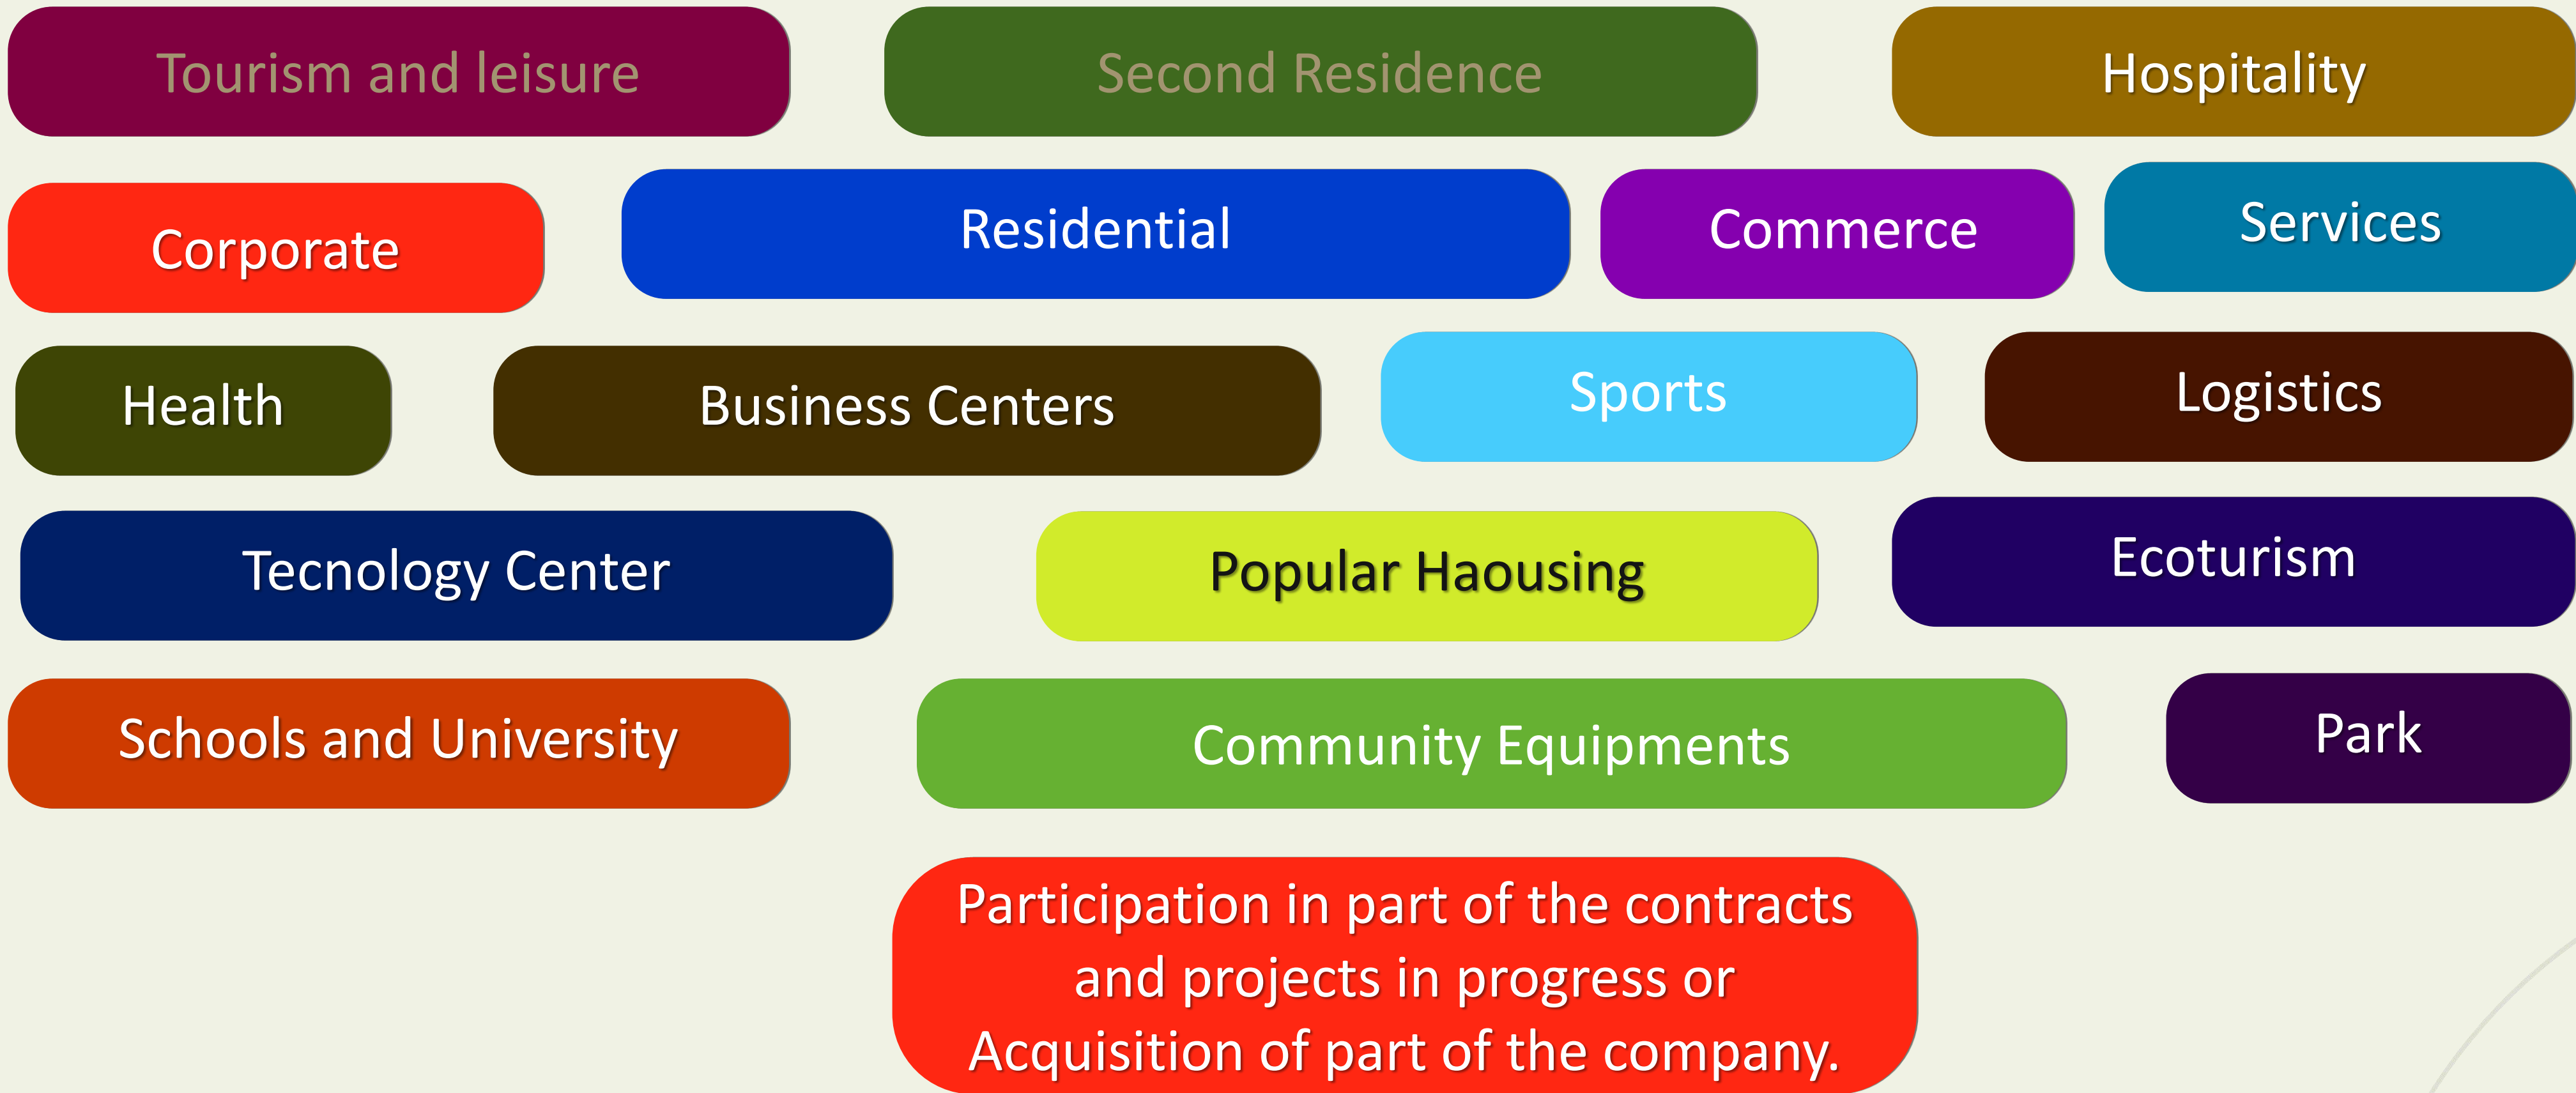 Tourism and leisure
Second Residence
Hospitality
Corporate
Residential
Commerce
Services
Health
Business Centers
Sports
Logistics
Tecnology Center
Popular Haousing
Ecoturism
Schools and University
Community Equipments
Park
Participation in part of the contracts
and projects in progress or
Acquisition of part of the company.